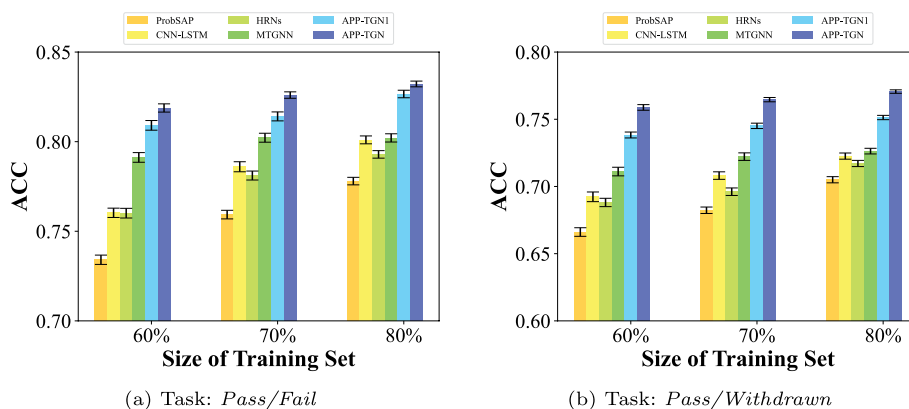 ProbSAP HRNs APP-TGN1
CNN-LSTM MTGNN APP-TGN
0.85
0.80
0.75
0.70
ACC
60% 70% 80%
Size of Training Set
(a) Task: Pass/Fail
ProbSAP HRNs APP-TGN1
CNN-LSTM MTGNN APP-TGN
0.80
0.75
0.70
0.65
0.60
ACC
60% 70% 80%
Size of Training Set
(b) Task: Pass/Withdrawn